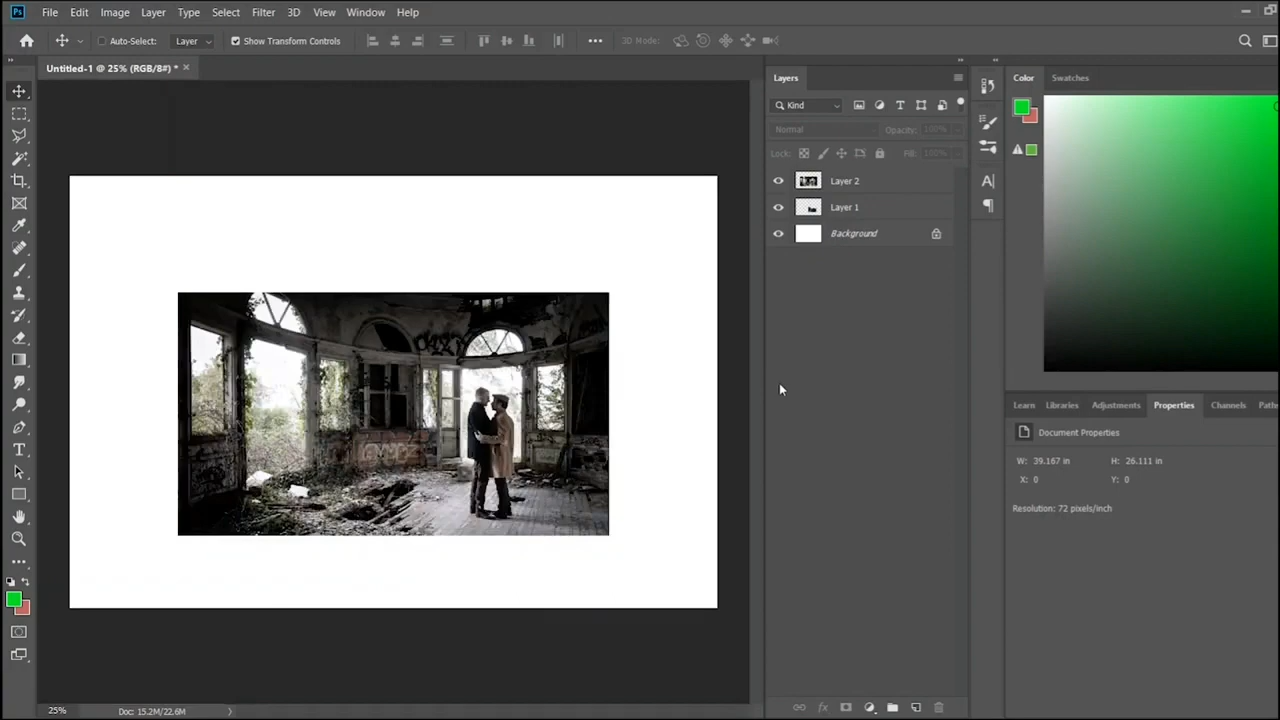 Ps File Edit Image Layer Type Select Filter 3D View Window Help
Auto-Select: Layer Show Transform Controls 3D Mode:
Untitled-1 @ 25% (RGB/8#) *
Layers
Kind
Normal Opacity: 100%
Lock: Fill: 100%
Layer 2
Layer 1
Background
Color Swatches
Learn Libraries Adjustments Properties Channels Path
Document Properties
W: 39.167 in H: 26.111 in
X: 0 Y: 0
Resolution: 72 pixels/inch
25% Doc: 15.2M/22.6M